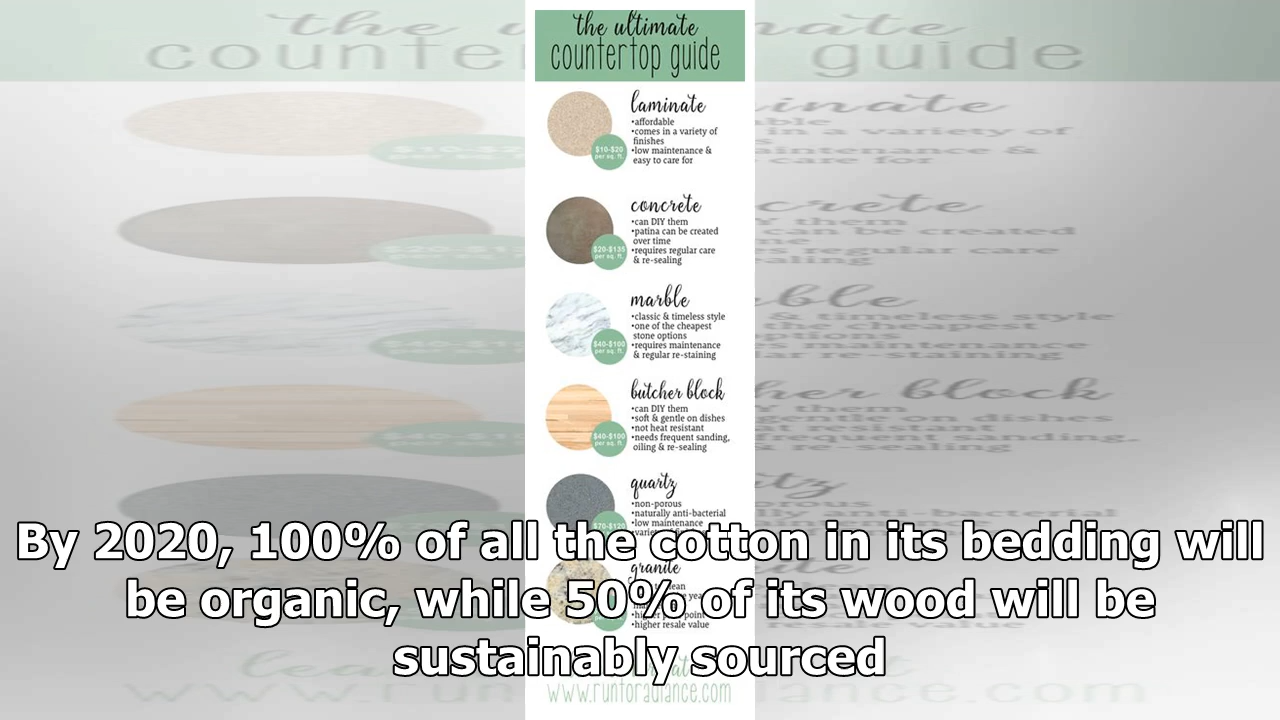 the ultimate
countertop guide
laminate
•affordable
•comes in a variety of
finishes
•low maintenance &
easy to care for
$10-$20
per sq. ft.
concrete
•can DIY them
•patina can be created
over time
•requires regular care
& re-sealing
$20-$135
per sq. ft.
marble
•classic & timeless style
•one of the cheapest
stone options
•requires maintenance
& regular re-staining
$40-$100
per sq. ft.
butcher block
•can DIY them
•soft & gentle on dishes
•not heat resistant
•needs frequent sanding,
oiling & re-sealing
$40-$100
per sq. ft.
quartz
•non-porous
•naturally anti-bacterial
•low maintenance
$70-$120
By 2020, 100% of all the cotton in its bedding will
be organic, while 50% of its wood will be
sustainably sourced
granite
•higher resale value
www.runtoradiance.com